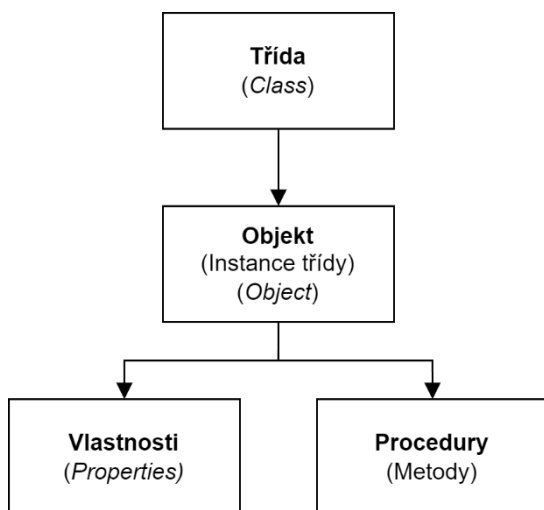 Třída
(Class)
Objekt
(Instance třídy)
(Object)
Vlastnosti
(Properties)
Procedury
(Metody)